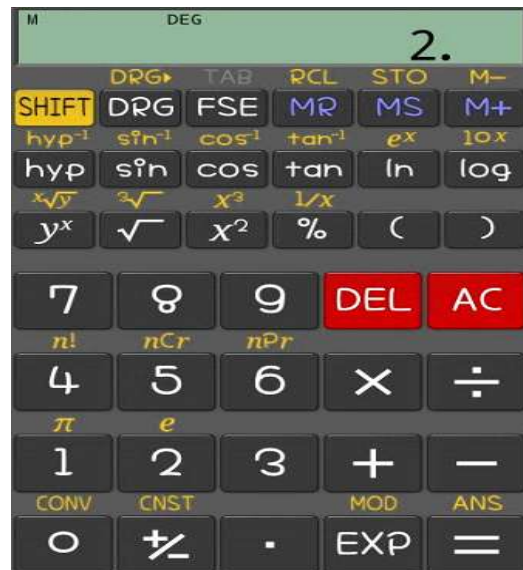 M DEG
2.
DRG▸ TAB RCL STO M−
SHIFT DRG FSE MR MS M+
hyp⁻¹ sin⁻¹ cos⁻¹ tan⁻¹ eˣ 10x
hyp sin cos tan ln log
ˣ√y ³√ x³ 1/x
yˣ √ x² % ( )
7 8 9 DEL AC
n! nCr nPr
4 5 6 × ÷
π e
1 2 3 + −
CONV CNST MOD ANS
0 +/− . EXP =